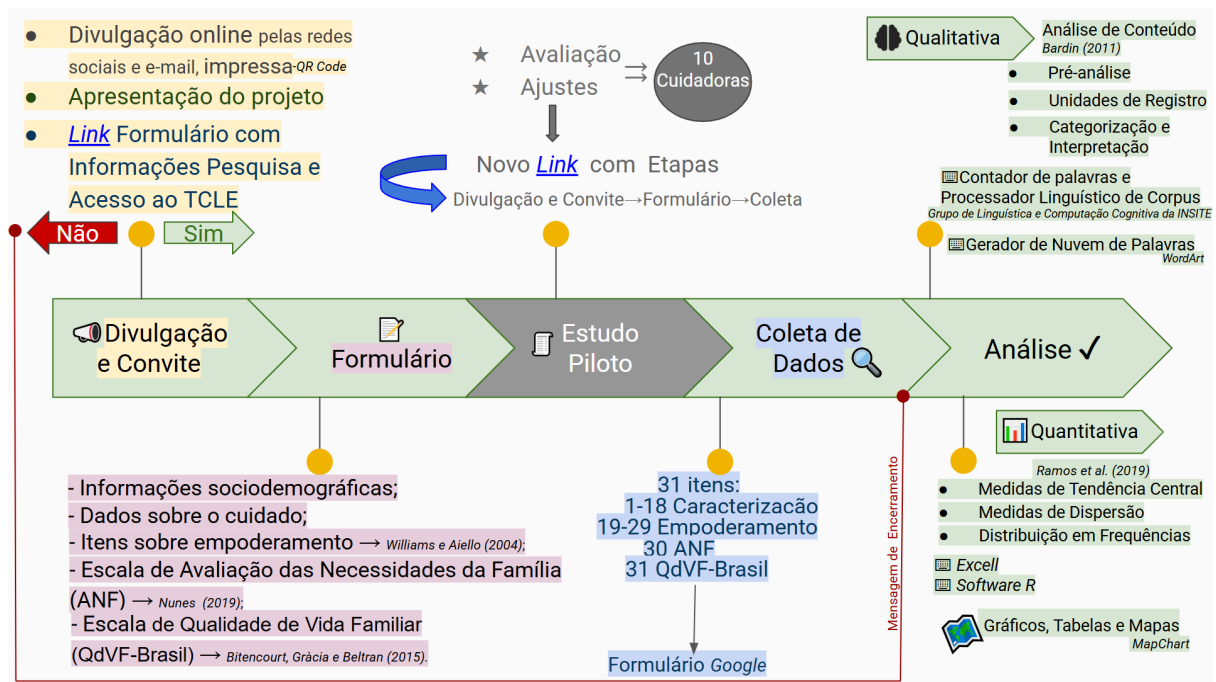 ● Divulgação online pelas redes
sociais e e-mail, impressa-QR Code
● Apresentação do projeto
● Link Formulário com
Informações Pesquisa e
Acesso ao TCLE
Não
Sim
★ Avaliação
★ Ajustes
10
Cuidadoras
Novo Link com Etapas
Divulgação e Convite→Formulário→Coleta
Qualitativa
Análise de Conteúdo
Bardin (2011)
● Pré-análise
● Unidades de Registro
● Categorização e
Interpretação
Contador de palavras e
Processador Linguístico de Corpus
Grupo de Linguística e Computação Cognitiva da INSITE
Gerador de Nuvem de Palavras
WordArt
Divulgação
e Convite
Formulário
Estudo
Piloto
Coleta de
Dados
Análise ✓
- Informações sociodemográficas;
- Dados sobre o cuidado;
- Itens sobre empoderamento → Williams e Aiello (2004);
- Escala de Avaliação das Necessidades da Família
(ANF) → Nunes (2019);
- Escala de Qualidade de Vida Familiar
(QdVF-Brasil) → Bitencourt, Gràcia e Beltran (2015).
31 itens:
1-18 Caracterizacão
19-29 Empoderamento
30 ANF
31 QdVF-Brasil
Formulário Google
Mensagem de Encerramento
Quantitativa
Ramos et al. (2019)
● Medidas de Tendência Central
● Medidas de Dispersão
● Distribuição em Frequências
Excell
Software R
Gráficos, Tabelas e Mapas
MapChart